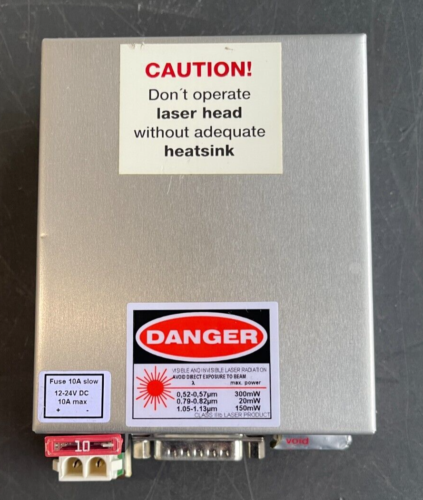 CAUTION!
Don´t operate
laser head
without adequate
heatsink
DANGER
VISIBLE AND INVISIBLE LASER RADIATION
AVOID DIRECT EXPOSURE TO BEAM
λ max. power
0,52-0,57µm 300mW
0.79-0.82µm 20mW
1.05-1.13µm 150mW
CLASS IIIb LASER PRODUCT
Fuse 10A slow
12-24V DC
10A max
+ -
10
void